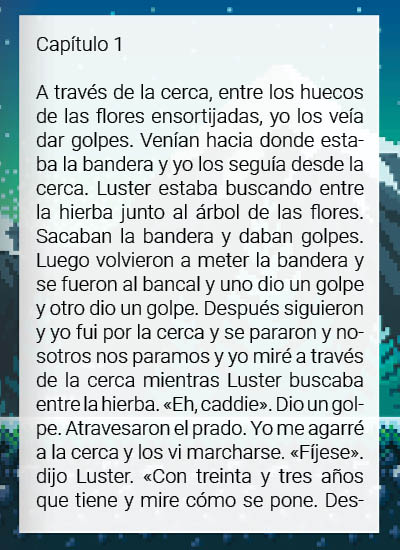 Capítulo 1
A través de la cerca, entre los huecos
de las flores ensortijadas, yo los veía
dar golpes. Venían hacia donde esta-
ba la bandera y yo los seguía desde la
cerca. Luster estaba buscando entre
la hierba junto al árbol de las flores.
Sacaban la bandera y daban golpes.
Luego volvieron a meter la bandera y
se fueron al bancal y uno dio un golpe
y otro dio un golpe. Después siguieron
y yo fui por la cerca y se pararon y no-
sotros nos paramos y yo miré a través
de la cerca mientras Luster buscaba
entre la hierba. «Eh, caddie». Dio un gol-
pe. Atravesaron el prado. Yo me agarré
a la cerca y los vi marcharse. «Fíjese».
dijo Luster. «Con treinta y tres años
que tiene y mire cómo se pone. Des-